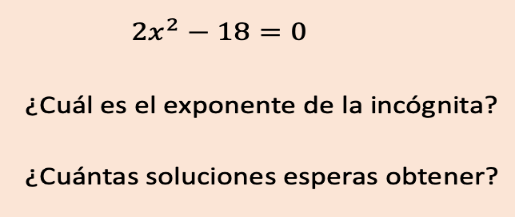 2x² − 18 = 0
¿Cuál es el exponente de la incógnita?
¿Cuántas soluciones esperas obtener?